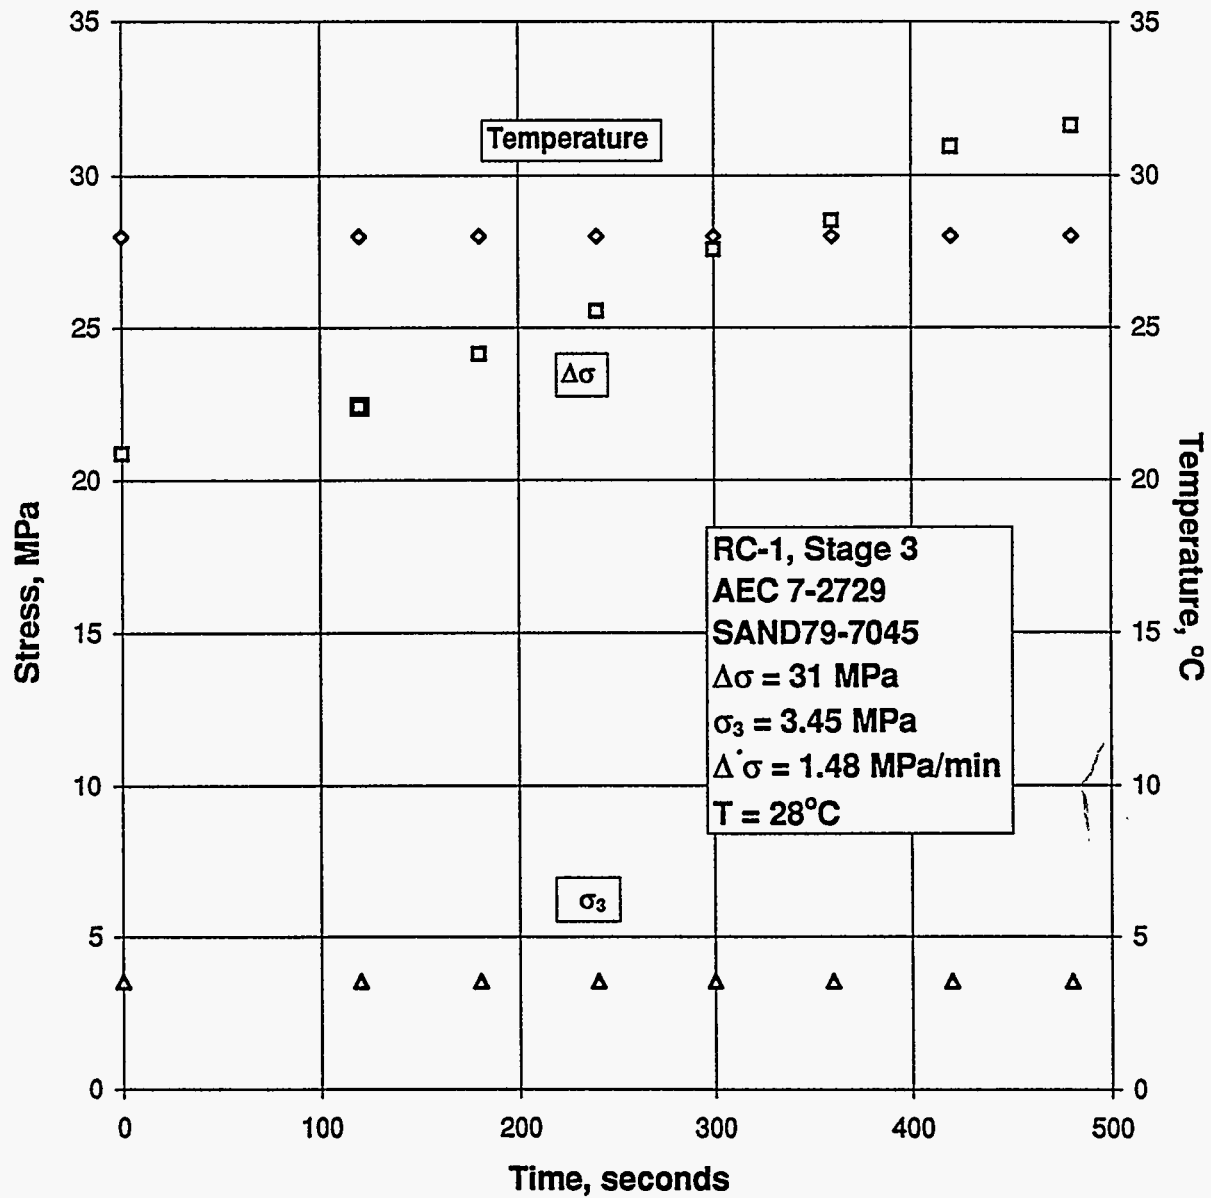 35
30
25
20
15
10
5
0
Stress, MPa
0
100
200
300
400
500
Time, seconds
35
30
25
20
15
10
5
0
Temperature, °C
Temperature
Δσ
σ₃
RC-1, Stage 3
AEC 7-2729
SAND79-7045
Δσ = 31 MPa
σ₃ = 3.45 MPa
Δ˙σ = 1.48 MPa/min
T = 28°C